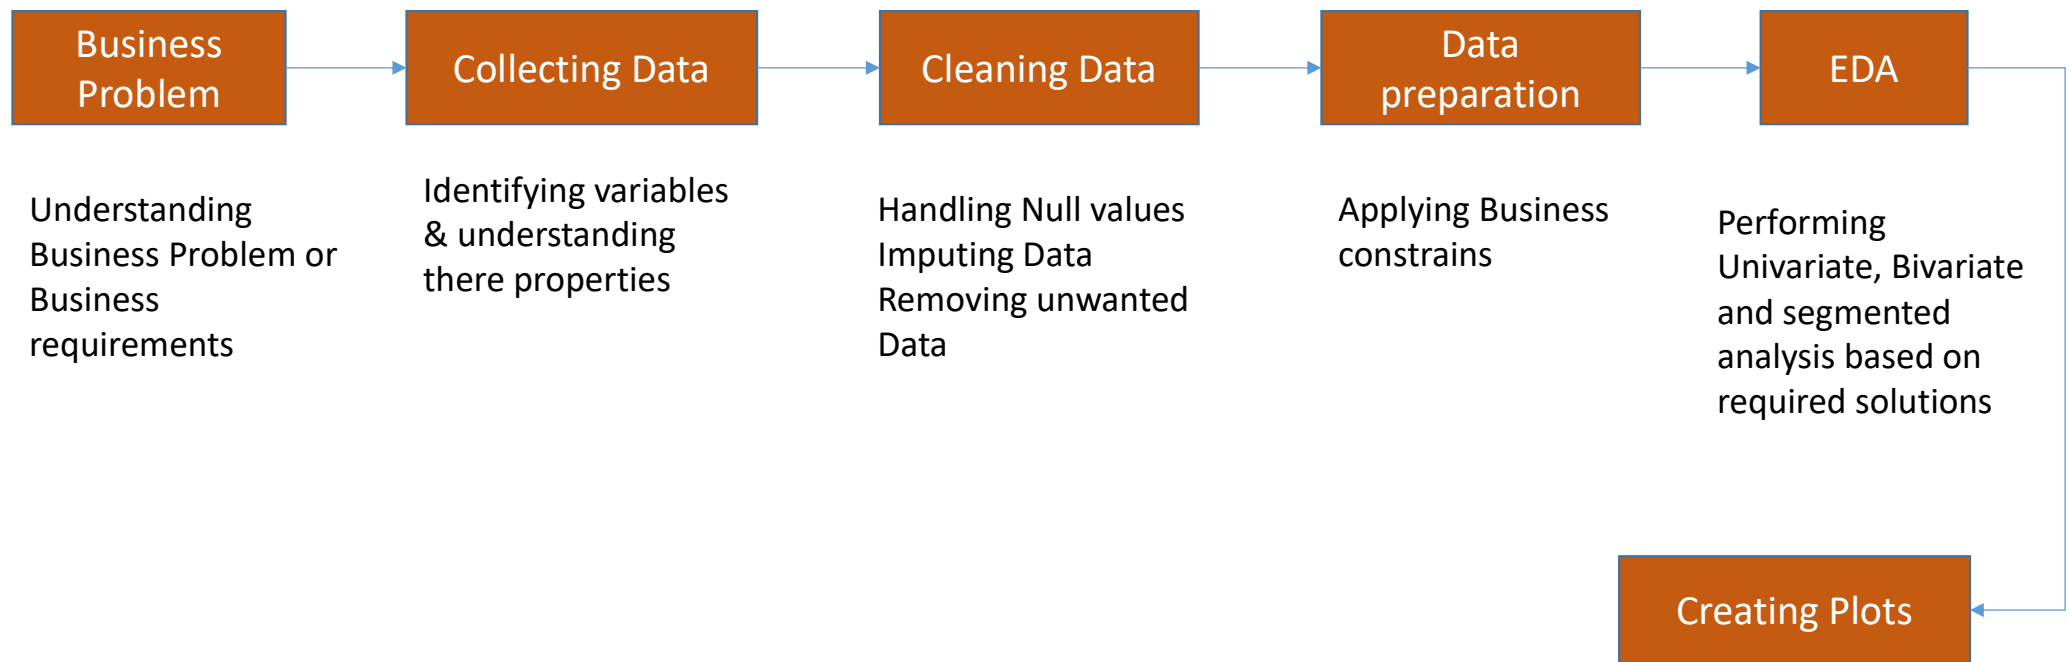 Business
Problem
Collecting Data
Cleaning Data
Data
preparation
EDA
Understanding
Business Problem or
Business
requirements
Identifying variables
& understanding
there properties
Handling Null values
Imputing Data
Removing unwanted
Data
Applying Business
constrains
Performing
Univariate, Bivariate
and segmented
analysis based on
required solutions
Creating Plots